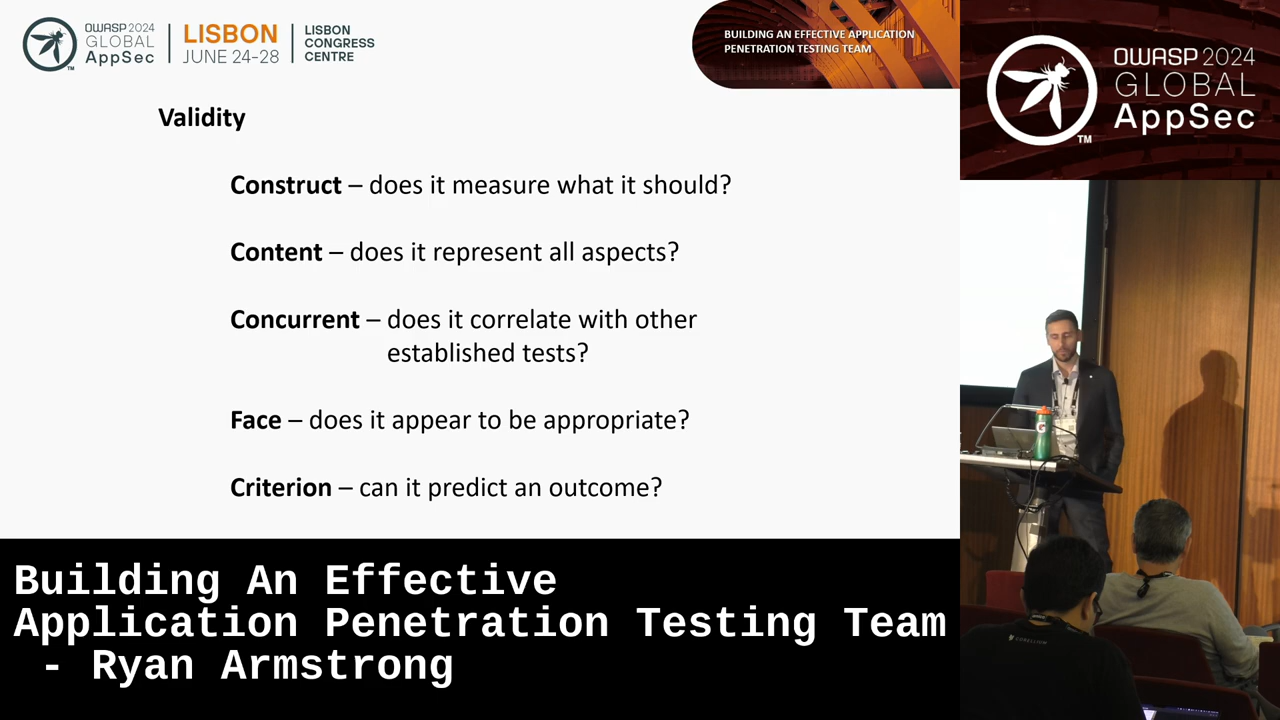 OWASP 2024
GLOBAL
AppSec
TM
LISBON
JUNE 24-28
LISBON
CONGRESS
CENTRE
BUILDING AN EFFECTIVE APPLICATION
PENETRATION TESTING TEAM
OWASP 2024
GLOBAL
AppSec
TM
Validity
Construct – does it measure what it should?
Content – does it represent all aspects?
Concurrent – does it correlate with other
established tests?
Face – does it appear to be appropriate?
Criterion – can it predict an outcome?
G
CORELLIUM
Building An Effective
Application Penetration Testing Team
- Ryan Armstrong